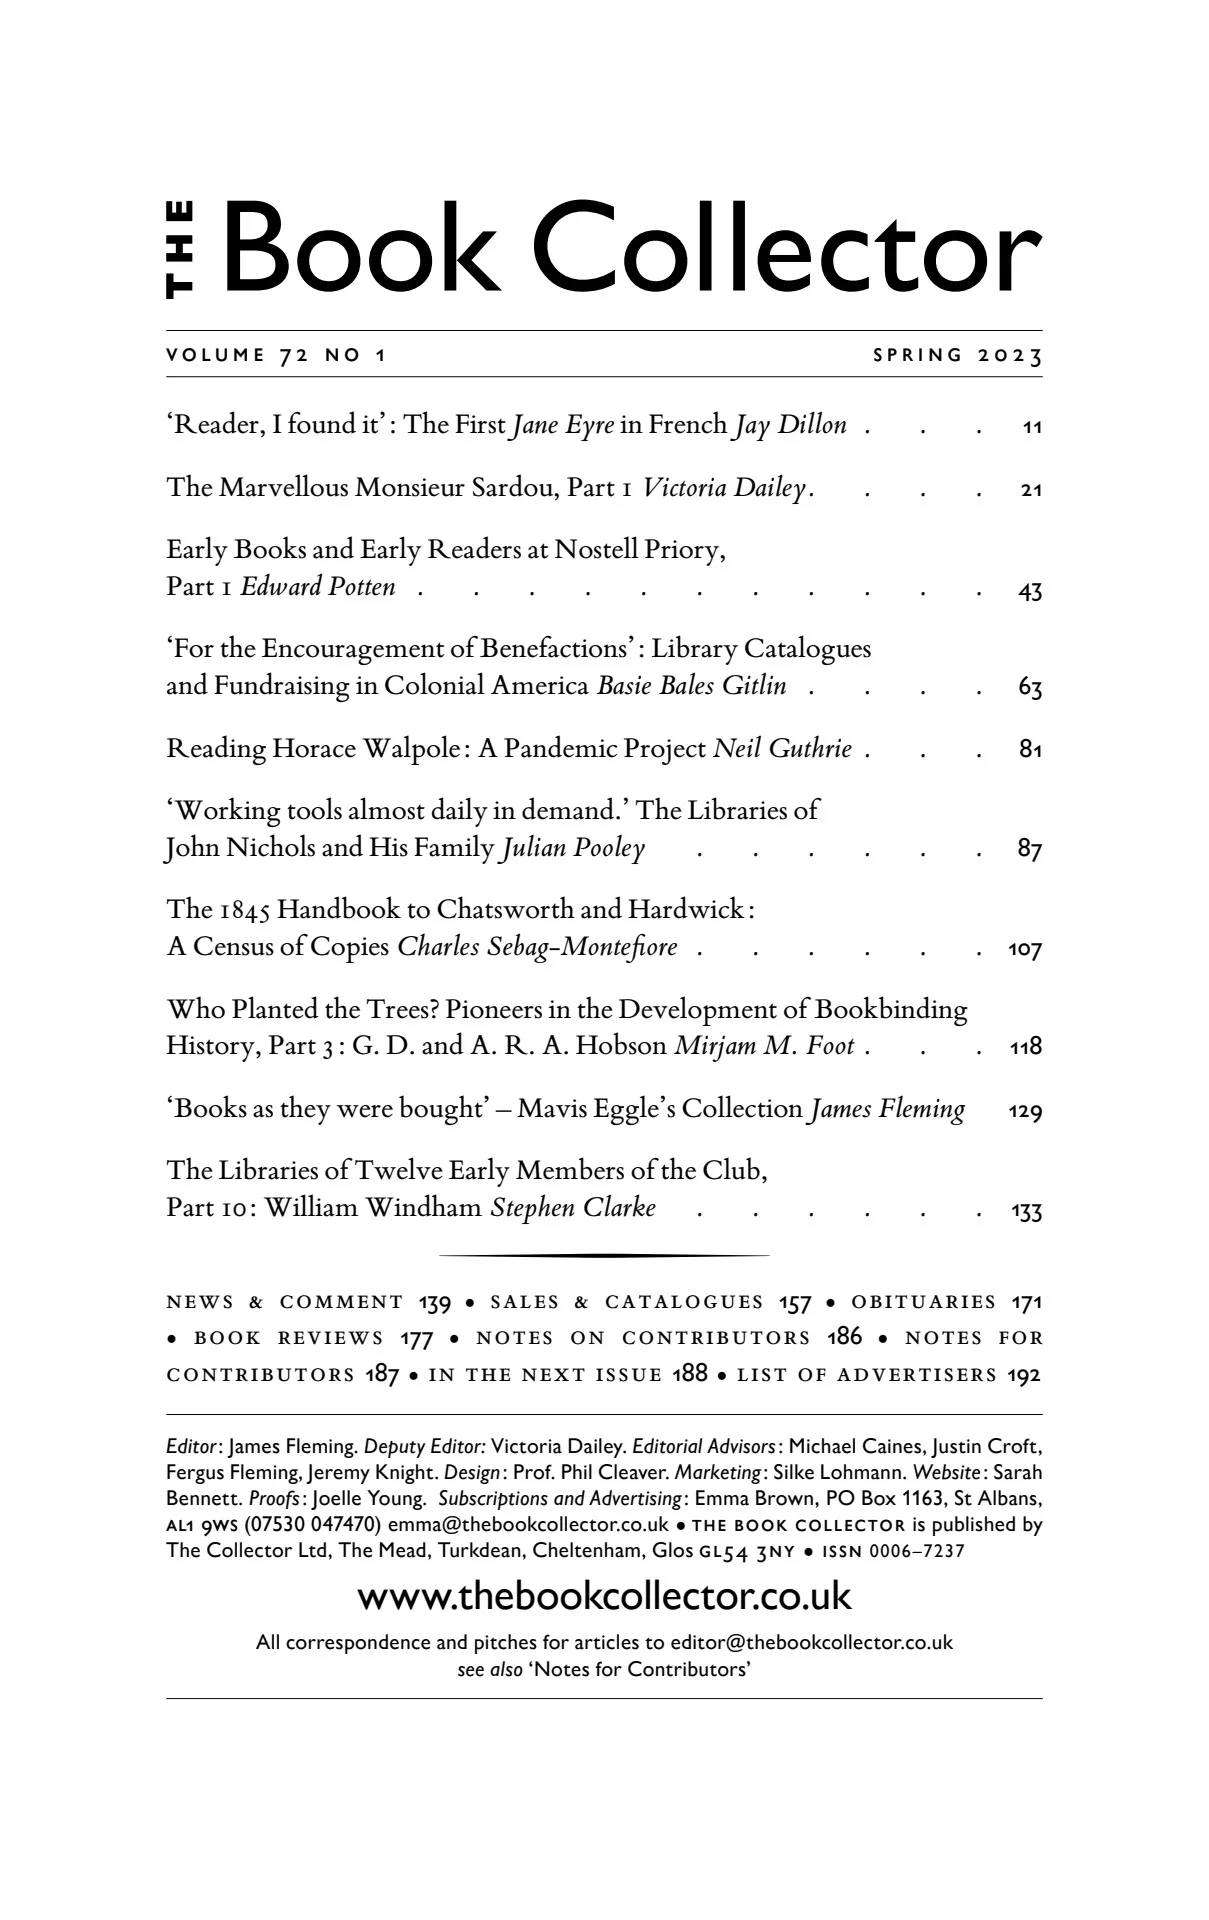 THE Book Collector
VOLUME 72 NO 1 SPRING 2023
‘Reader, I found it’: The First Jane Eyre in French Jay Dillon . . . 11
The Marvellous Monsieur Sardou, Part 1 Victoria Dailey . . . . 21
Early Books and Early Readers at Nostell Priory,
Part 1 Edward Potten . . . . . . . . . . . 43
‘For the Encouragement of Benefactions’: Library Catalogues
and Fundraising in Colonial America Basie Bales Gitlin . . . . 63
Reading Horace Walpole: A Pandemic Project Neil Guthrie . . . 81
‘Working tools almost daily in demand.’ The Libraries of
John Nichols and His Family Julian Pooley . . . . . . 87
The 1845 Handbook to Chatsworth and Hardwick:
A Census of Copies Charles Sebag-Montefiore . . . . . . 107
Who Planted the Trees? Pioneers in the Development of Bookbinding
History, Part 3: G. D. and A. R. A. Hobson Mirjam M. Foot . . . 118
‘Books as they were bought’ – Mavis Eggle’s Collection James Fleming 129
The Libraries of Twelve Early Members of the Club,
Part 10: William Windham Stephen Clarke . . . . . . 133
NEWS & COMMENT 139 • SALES & CATALOGUES 157 • OBITUARIES 171
• BOOK REVIEWS 177 • NOTES ON CONTRIBUTORS 186 • NOTES FOR
CONTRIBUTORS 187 • IN THE NEXT ISSUE 188 • LIST OF ADVERTISERS 192
Editor: James Fleming. Deputy Editor: Victoria Dailey. Editorial Advisors: Michael Caines, Justin Croft,
Fergus Fleming, Jeremy Knight. Design: Prof. Phil Cleaver. Marketing: Silke Lohmann. Website: Sarah
Bennett. Proofs: Joelle Young. Subscriptions and Advertising: Emma Brown, PO Box 1163, St Albans,
AL1 9WS (07530 047470) emma@thebookcollector.co.uk • THE BOOK COLLECTOR is published by
The Collector Ltd, The Mead, Turkdean, Cheltenham, Glos GL54 3NY • ISSN 0006–7237
www.thebookcollector.co.uk
All correspondence and pitches for articles to editor@thebookcollector.co.uk
see also ‘Notes for Contributors’